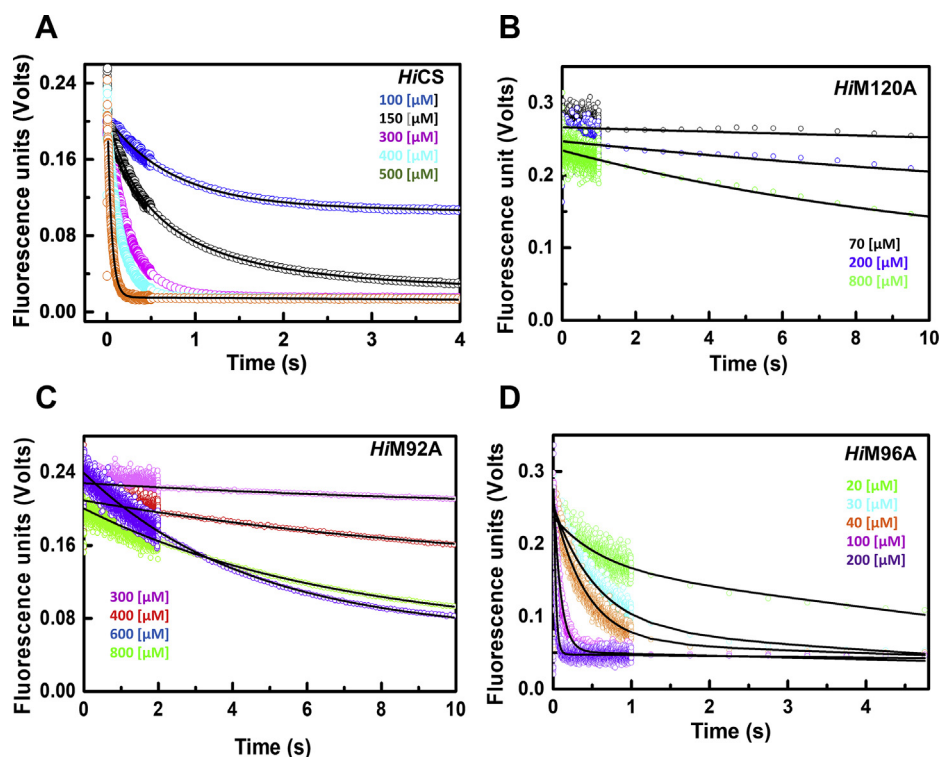 A
Fluorescence units (Volts)
0.24
0.16
0.08
0.00
HiCS
100 [µM]
150 [µM]
300 [µM]
400 [µM]
500 [µM]
0 1 2 3 4
Time (s)
B
Fluorescence unit (Volts)
0.3
0.2
0.1
0.0
HiM120A
70 [µM]
200 [µM]
800 [µM]
0 2 4 6 8 10
Time (s)
C
Fluorescence units (Volts)
0.24
0.16
0.08
0.00
HiM92A
300 [µM]
400 [µM]
600 [µM]
800 [µM]
0 2 4 6 8 10
Time (s)
D
Fluorescence units (Volts
0.3
0.2
0.1
0.0
HiM96A
20 [µM]
30 [µM]
40 [µM]
100 [µM]
200 [µM]
0 1 2 3 4
Time (s)